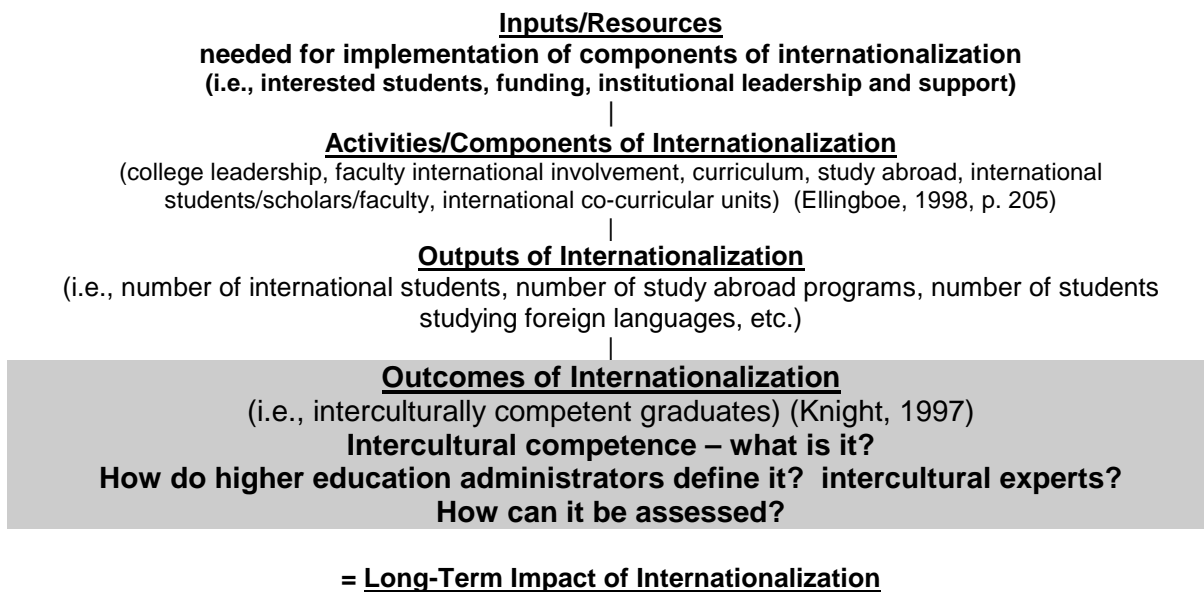 Inputs/Resources
needed for implementation of components of internationalization
(i.e., interested students, funding, institutional leadership and support)
|
Activities/Components of Internationalization
(college leadership, faculty international involvement, curriculum, study abroad, international
students/scholars/faculty, international co-curricular units)  (Ellingboe, 1998, p. 205)
|
Outputs of Internationalization
(i.e., number of international students, number of study abroad programs, number of students
studying foreign languages, etc.)
|
Outcomes of Internationalization
(i.e., interculturally competent graduates) (Knight, 1997)
Intercultural competence – what is it?
How do higher education administrators define it?  intercultural experts?
How can it be assessed?
= Long-Term Impact of Internationalization